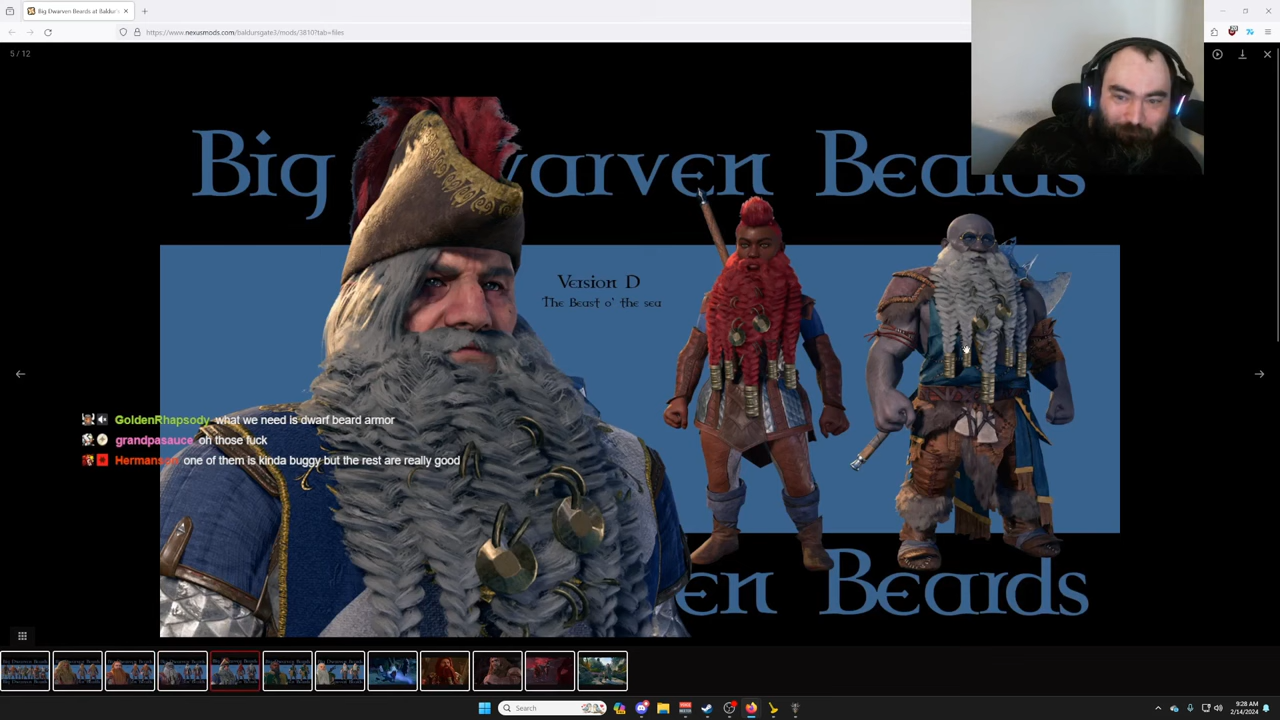 Big Dwarven Beards at Baldur's
https://www.nexusmods.com/baldursgate3/mods/3810?tab=files
5 / 12
Big Dwarven Beards
Version D
The Beast o' the sea
GoldenRhapsody what we need is dwarf beard armor
grandpasauce oh those fuck
one of them is kinda buggy but the rest are really good
en Beards
Search
9:28 AM
2/14/2024